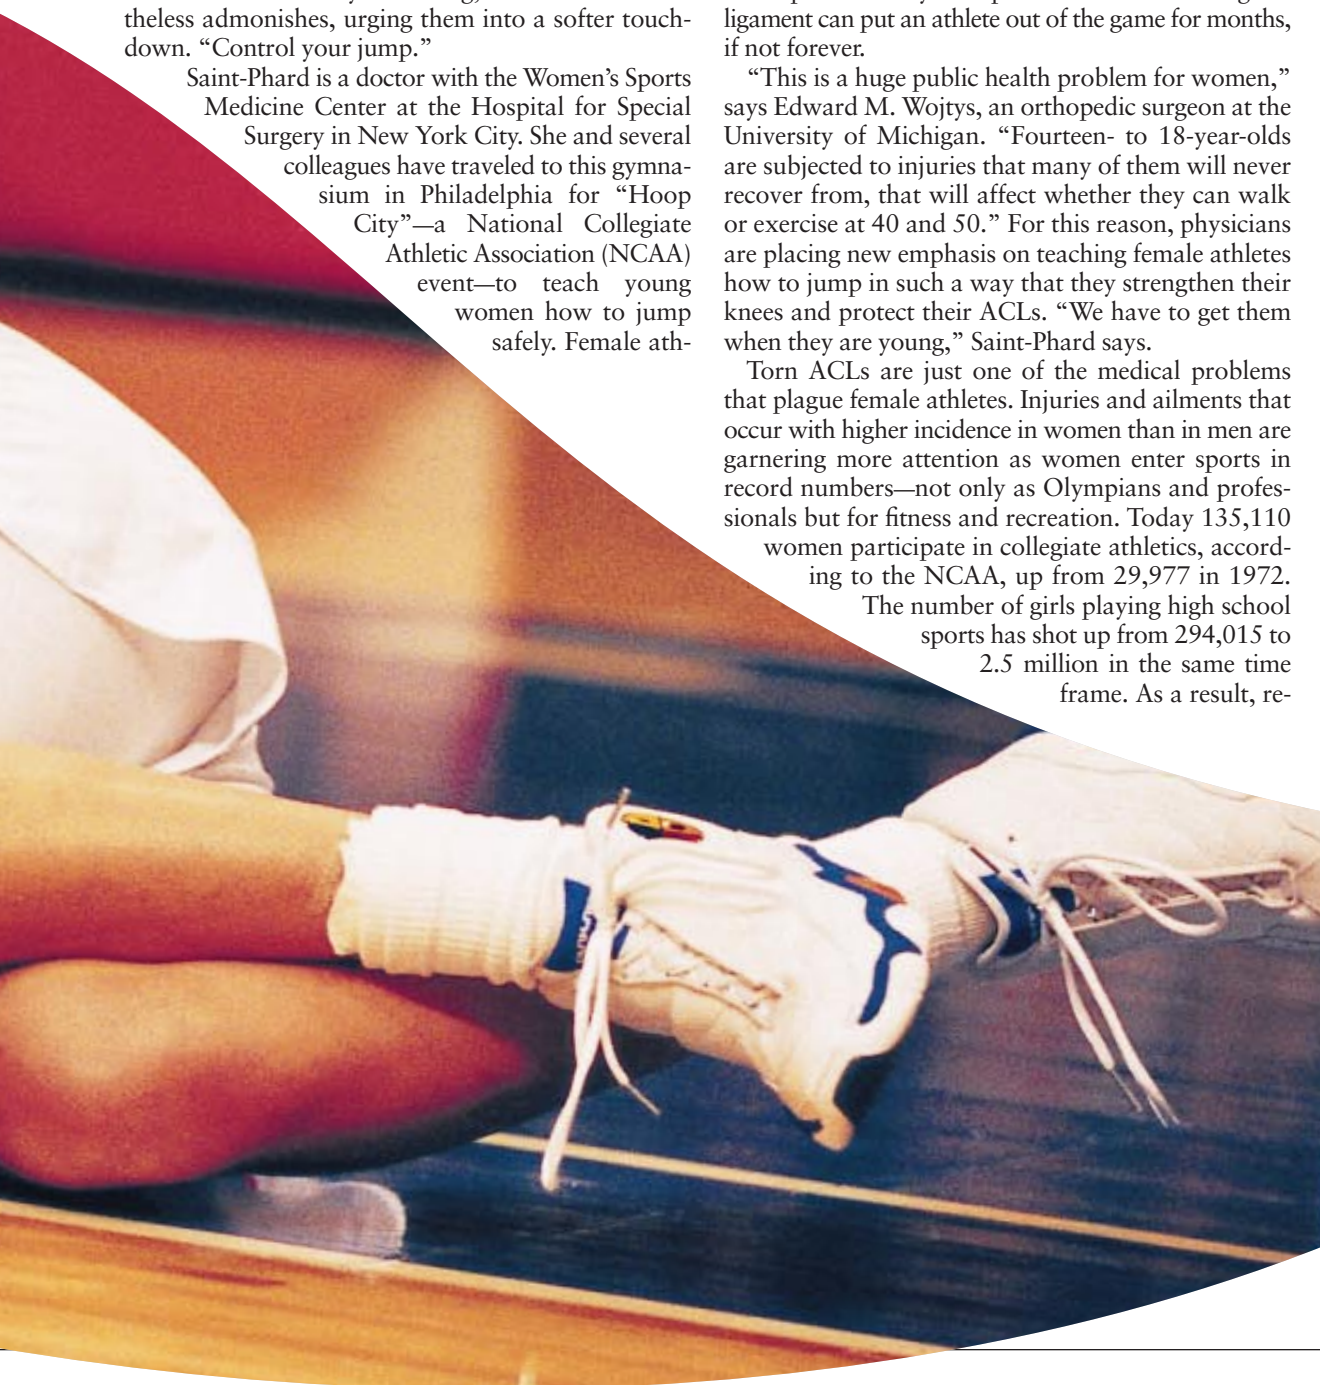 theless admonishes, urging them into a softer touch-
down. “Control your jump.”
Saint-Phard is a doctor with the Women’s Sports
Medicine Center at the Hospital for Special
Surgery in New York City. She and several
colleagues have traveled to this gymna-
sium in Philadelphia for “Hoop
City”—a National Collegiate
Athletic Association (NCAA)
event—to teach young
women how to jump
safely. Female ath-
ligament can put an athlete out of the game for months,
if not forever.
“This is a huge public health problem for women,”
says Edward M. Wojtys, an orthopedic surgeon at the
University of Michigan. “Fourteen- to 18-year-olds
are subjected to injuries that many of them will never
recover from, that will affect whether they can walk
or exercise at 40 and 50.” For this reason, physicians
are placing new emphasis on teaching female athletes
how to jump in such a way that they strengthen their
knees and protect their ACLs. “We have to get them
when they are young,” Saint-Phard says.
Torn ACLs are just one of the medical problems
that plague female athletes. Injuries and ailments that
occur with higher incidence in women than in men are
garnering more attention as women enter sports in
record numbers—not only as Olympians and profes-
sionals but for fitness and recreation. Today 135,110
women participate in collegiate athletics, accord-
ing to the NCAA, up from 29,977 in 1972.
The number of girls playing high school
sports has shot up from 294,015 to
2.5 million in the same time
frame. As a result, re-